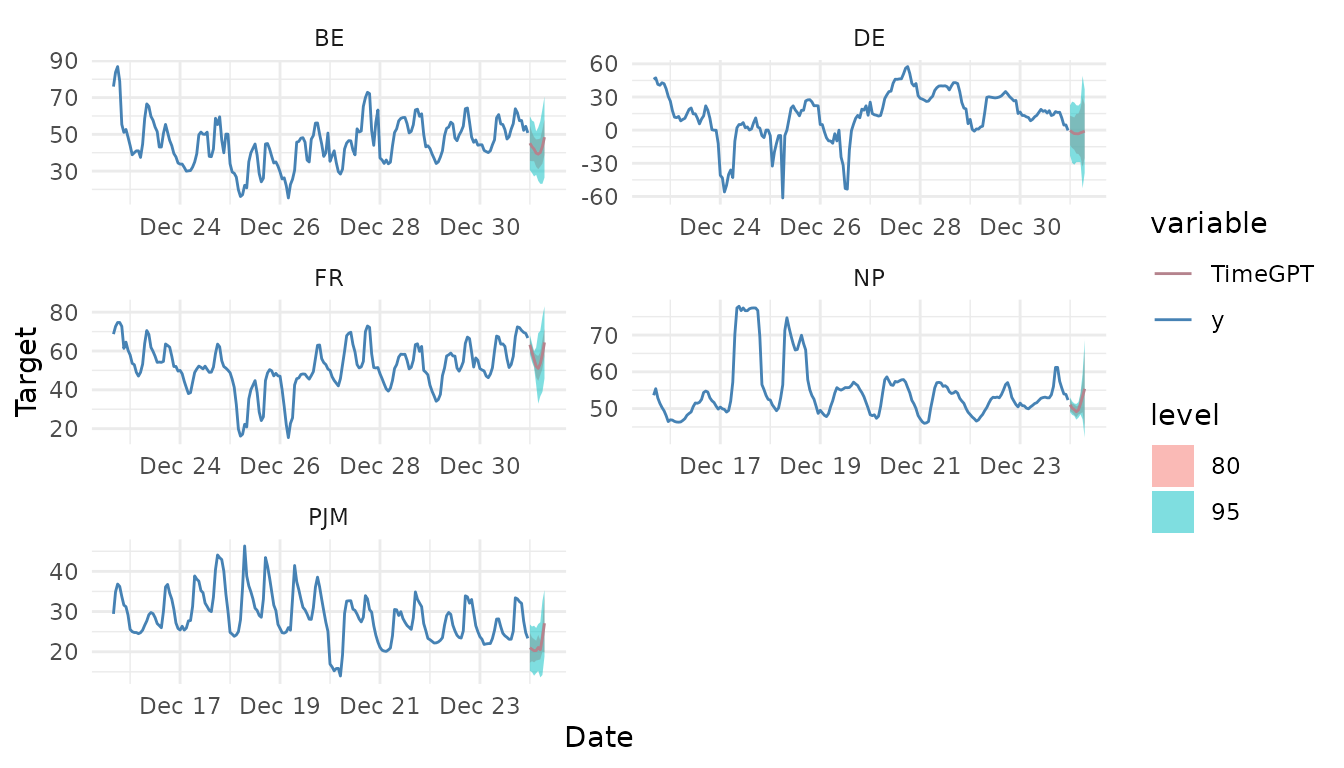 BE
DE
90
70
50
30
60
30
0
-30
-60
Dec 24 Dec 26 Dec 28 Dec 30
Dec 24 Dec 26 Dec 28 Dec 30
FR
NP
80
60
40
20
70
60
50
Dec 24 Dec 26 Dec 28 Dec 30
Dec 17 Dec 19 Dec 21 Dec 23
PJM
40
30
20
Dec 17 Dec 19 Dec 21 Dec 23
Target
Date
variable
TimeGPT
y
level
80
95